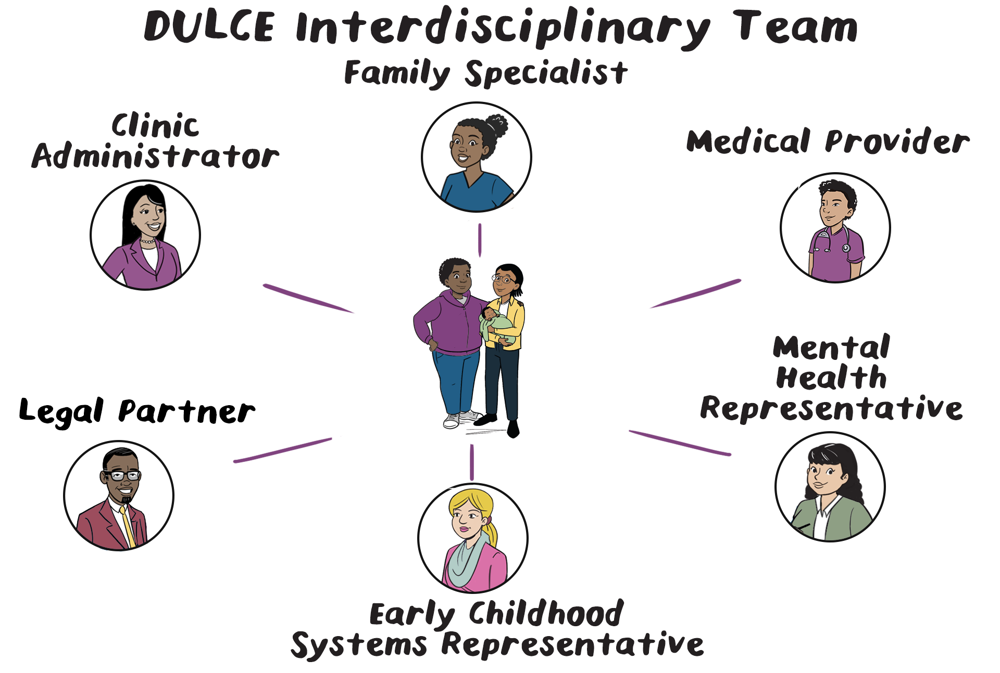 DULCE Interdisciplinary Team
Family Specialist
Clinic
Administrator
Medical Provider
Mental
Health
Representative
Legal Partner
Early Childhood
Systems Representative